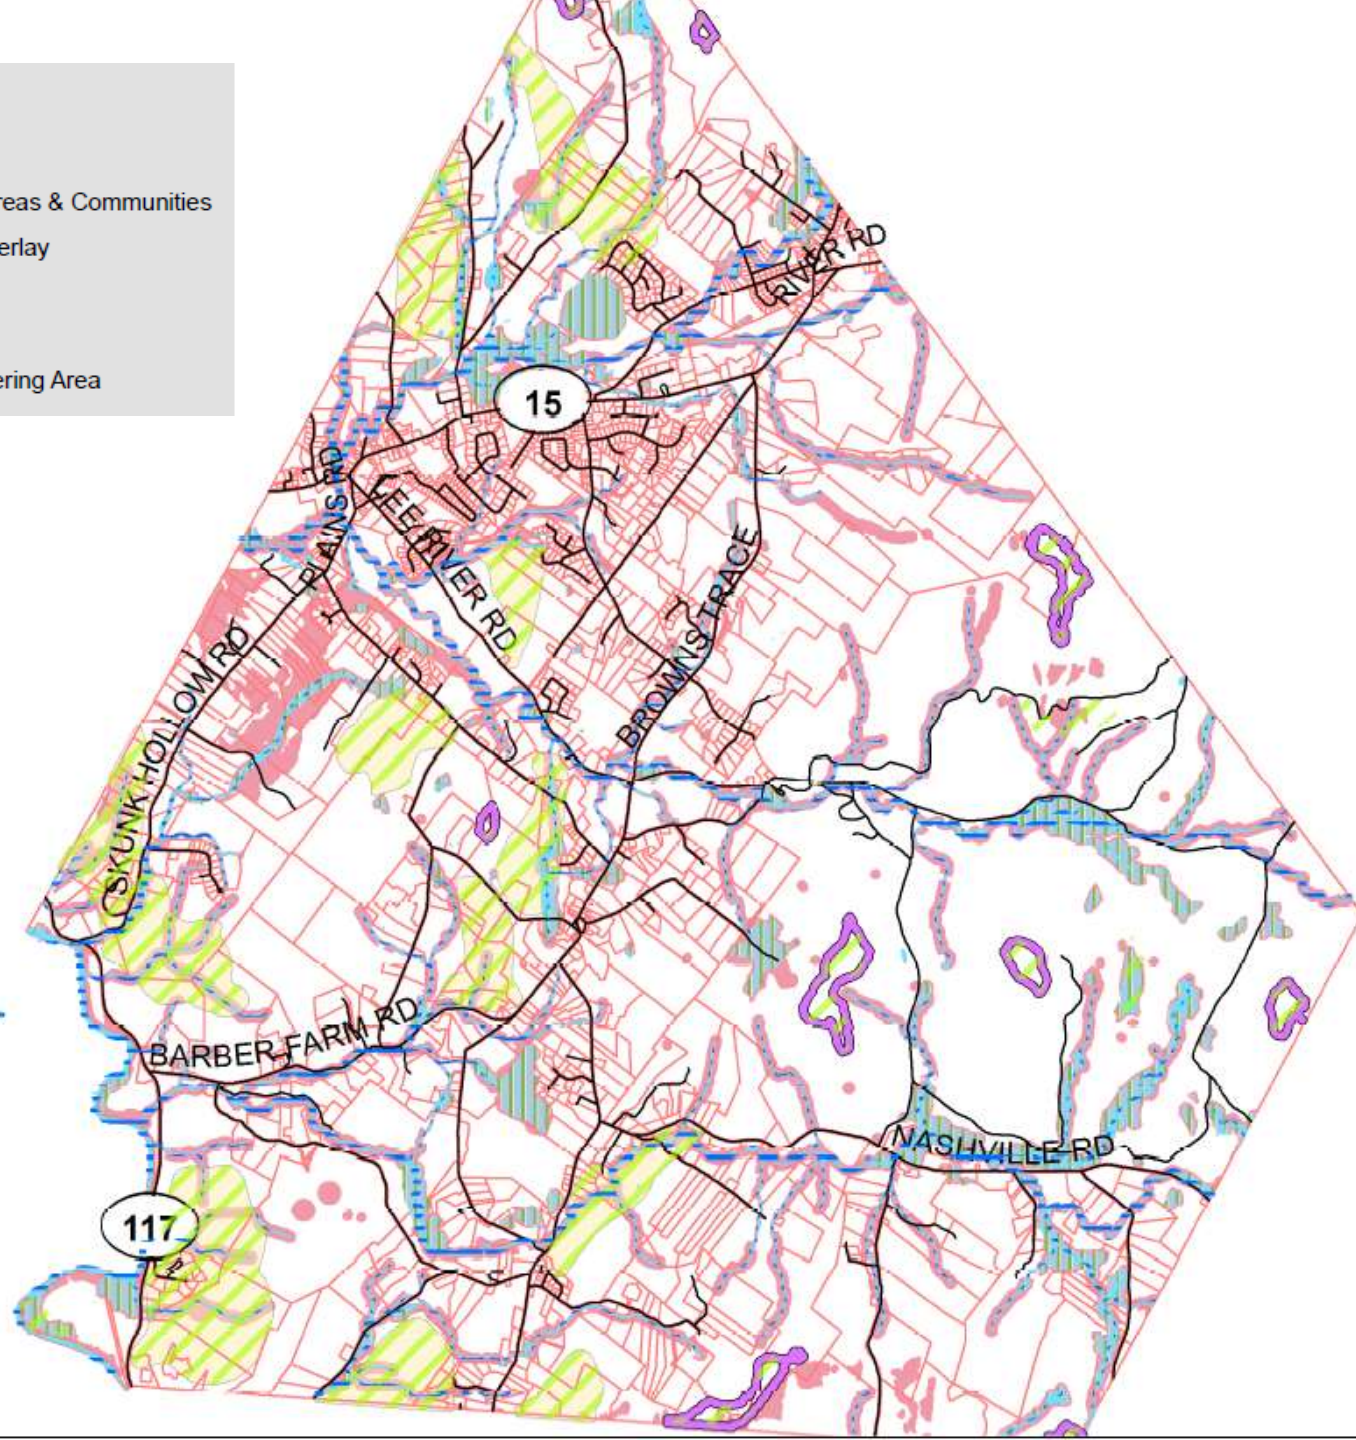 reas & Communities
erlay
ering Area
RIVER RD
15
PLAINS RD
LEE RIVER RD
BROWNS TRACE
SKUNK HOLLOW RD
BARBER FARM RD
NASHVILLE RD
117